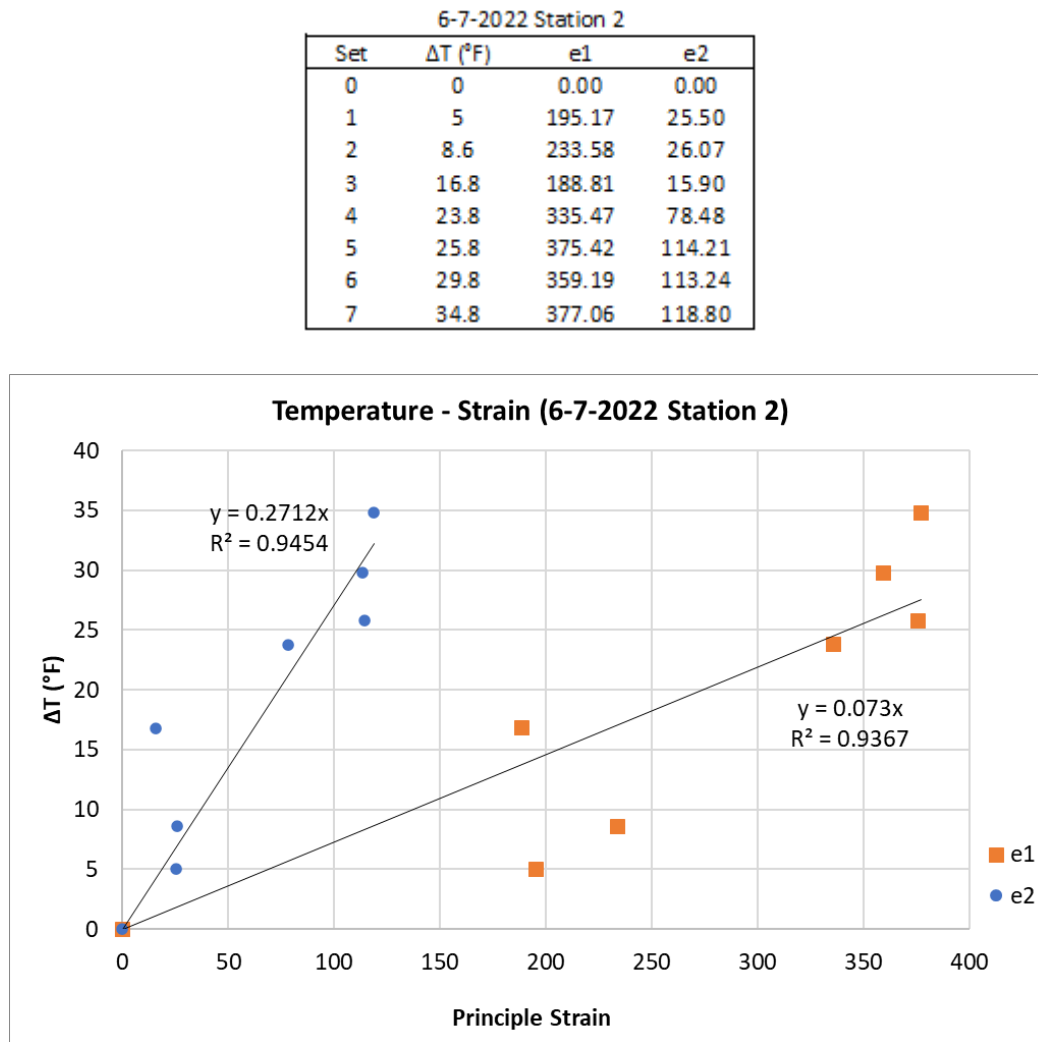 6-7-2022 Station 2
Set ΔT (°F) e1 e2
0 0 0.00 0.00
1 5 195.17 25.50
2 8.6 233.58 26.07
3 16.8 188.81 15.90
4 23.8 335.47 78.48
5 25.8 375.42 114.21
6 29.8 359.19 113.24
7 34.8 377.06 118.80
Temperature - Strain (6-7-2022 Station 2)
40
35
30
25
20
15
10
5
0
ΔT (°F)
y = 0.2712x
R² = 0.9454
y = 0.073x
R² = 0.9367
e1
e2
0 50 100 150 200 250 300 350 400
Principle Strain